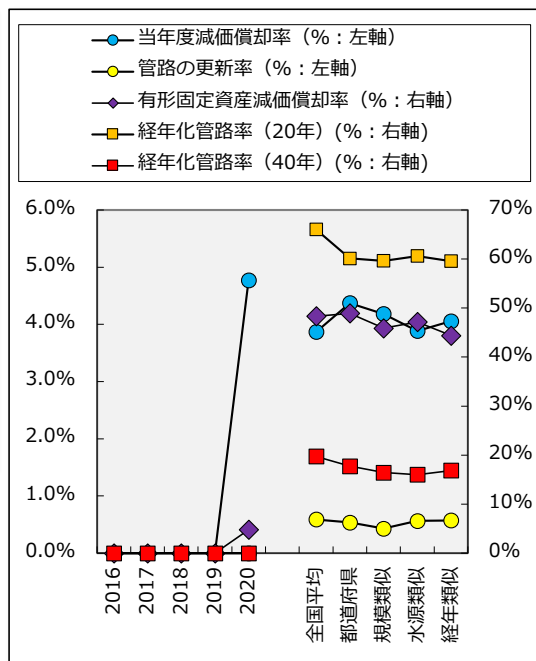 当年度減価償却率（%：左軸）
管路の更新率（%：左軸）
有形固定資産減価償却率（%：右軸）
経年化管路率（20年）(%：右軸)
経年化管路率（40年）(%：右軸)
6.0%
5.0%
4.0%
3.0%
2.0%
1.0%
0.0%
70%
60%
50%
40%
30%
20%
10%
0%
2016
2017
2018
2019
2020
全国平均
都道府県
規模類似
水源類似
経年類似